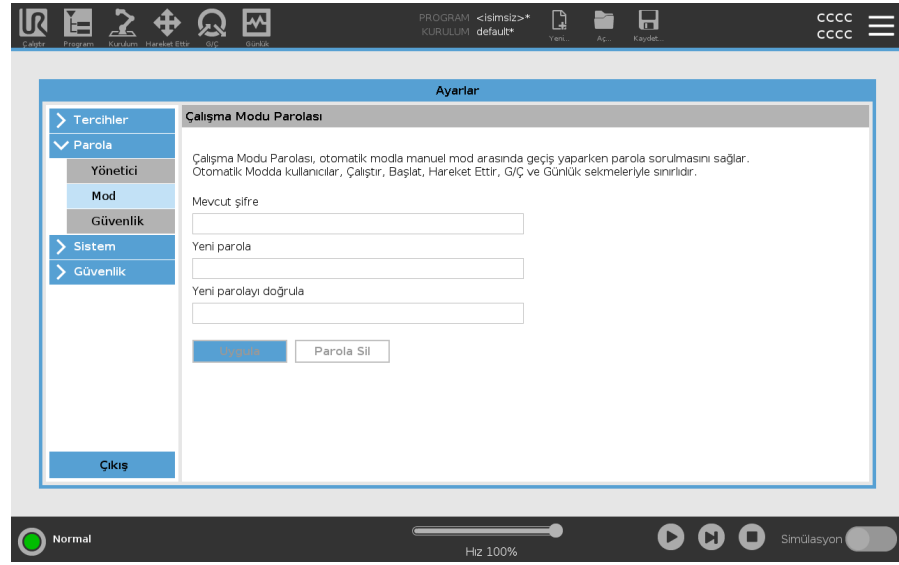 PROGRAM <isimsiz>*
KURULUM default*
Çalıştır
Program
Kurulum
Hareket Ettir
G/Ç
Günlük
Yeni...
Aç...
Kaydet...
CCCC
CCCC
Ayarlar
Tercihler
Parola
Yönetici
Mod
Güvenlik
Sistem
Güvenlik
Çıkış
Çalışma Modu Parolası
Çalışma Modu Parolası, otomatik modla manuel mod arasında geçiş yaparken parola sorulmasını sağlar.
Otomatik Modda kullanıcılar, Çalıştır, Başlat, Hareket Ettir, G/Ç ve Günlük sekmeleriyle sınırlıdır.
Mevcut şifre
Yeni parola
Yeni parolayı doğrula
Uygula
Parola Sil
Normal
Hız 100%
Simülasyon